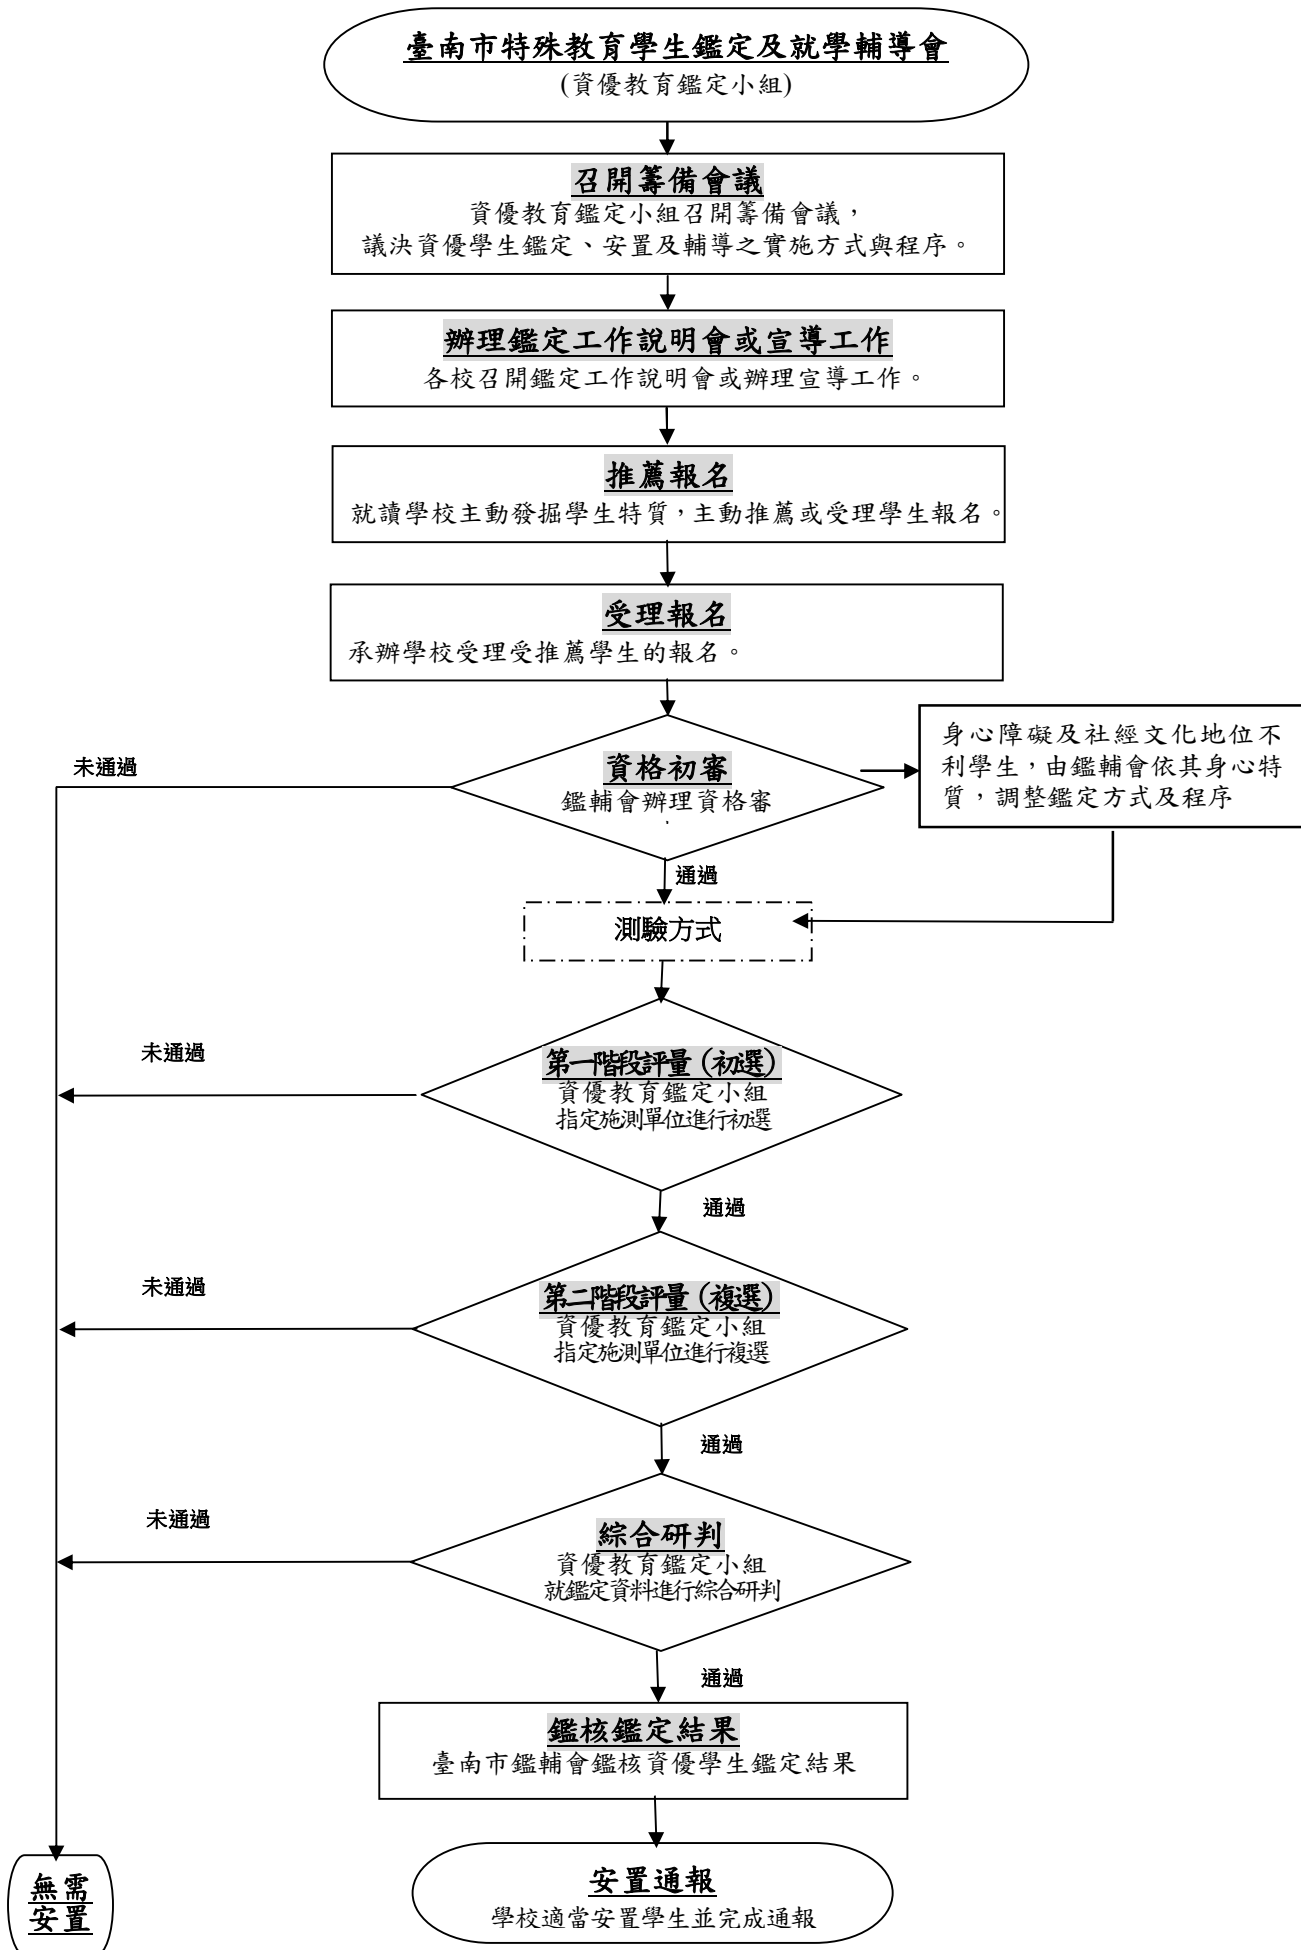 臺南市特殊教育學生鑑定及就學輔導會
(資優教育鑑定小組)
召開籌備會議
資優教育鑑定小組召開籌備會議，
議決資優學生鑑定、安置及輔導之實施方式與程序。
辦理鑑定工作說明會或宣導工作
各校召開鑑定工作說明會或辦理宣導工作。
推薦報名
就讀學校主動發掘學生特質，主動推薦或受理學生報名。
受理報名
承辦學校受理受推薦學生的報名。
未通過
資格初審
鑑輔會辦理資格審
身心障礙及社經文化地位不
利學生，由鑑輔會依其身心特
質，調整鑑定方式及程序
通過
測驗方式
未通過
第一階段評量（初選）
資優教育鑑定小組
指定施測單位進行初選
通過
未通過
第二階段評量（複選）
資優教育鑑定小組
指定施測單位進行複選
通過
未通過
綜合研判
資優教育鑑定小組
就鑑定資料進行綜合研判
通過
鑑核鑑定結果
臺南市鑑輔會鑑核資優學生鑑定結果
無需
安置
安置通報
學校適當安置學生並完成通報